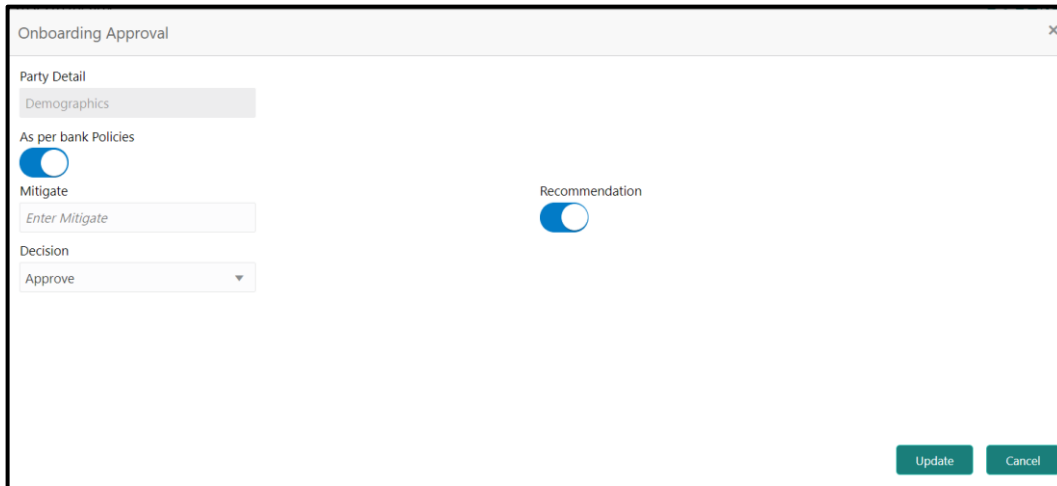 Onboarding Approval
Party Detail
Demographics
As per bank Policies
Mitigate
Recommendation
Enter Mitigate
Decision
Approve
Update
Cancel